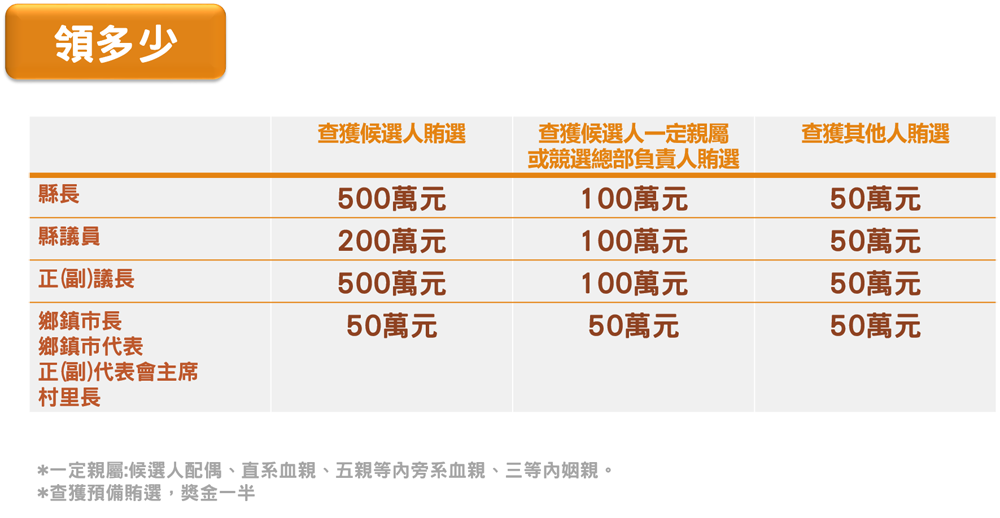 領多少
查獲候選人賄選
查獲候選人一定親屬
或競選總部負責人賄選
查獲其他人賄選
縣長
500萬元
100萬元
50萬元
縣議員
200萬元
100萬元
50萬元
正(副)議長
500萬元
100萬元
50萬元
鄉鎮市長
鄉鎮市代表
正(副)代表會主席
村里長
50萬元
50萬元
50萬元
*一定親屬:候選人配偶、直系血親、五親等內旁系血親、三等內姻親。
*查獲預備賄選，獎金一半